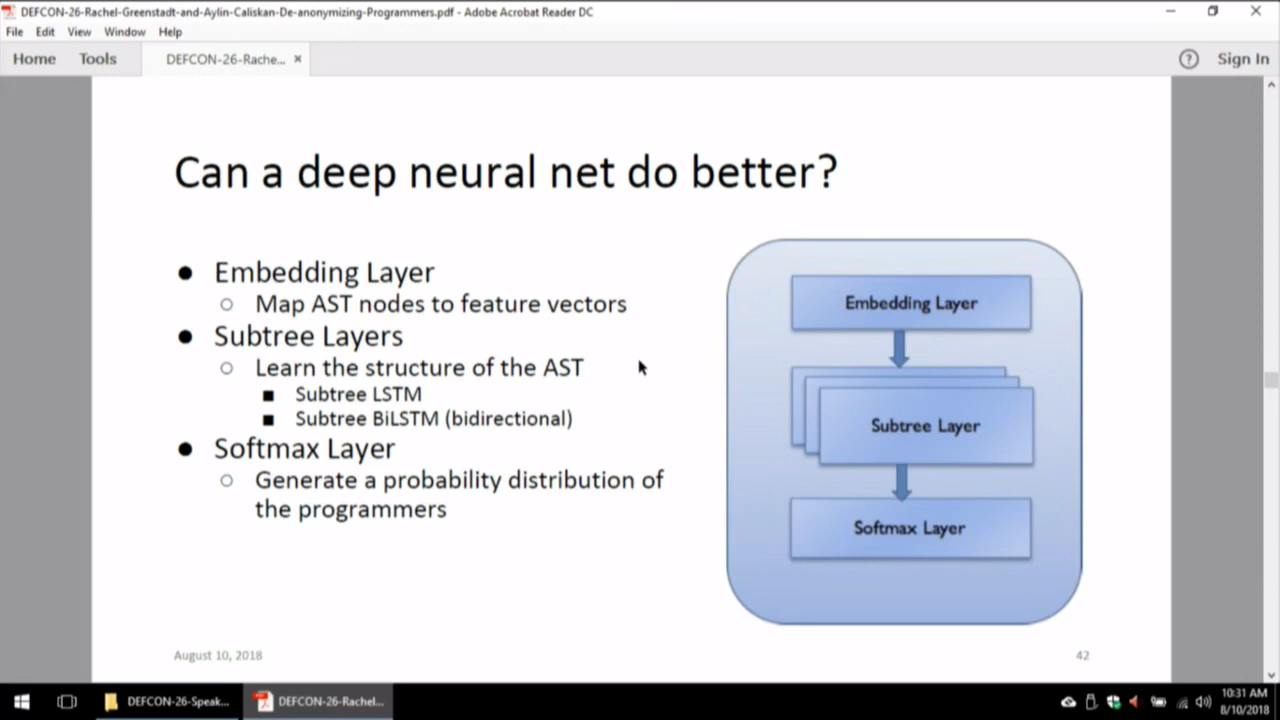 DEFCON-26-Rachel-Greenstadt-and-Aylin-Caliskan-De-anonymizing-Programmers.pdf - Adobe Acrobat Reader DC
File Edit View Window Help
Home Tools DEFCON-26-Rache... × ? Sign In
Can a deep neural net do better?
● Embedding Layer
○ Map AST nodes to feature vectors
● Subtree Layers
○ Learn the structure of the AST
■ Subtree LSTM
■ Subtree BiLSTM (bidirectional)
● Softmax Layer
○ Generate a probability distribution of
the programmers
Embedding Layer
Subtree Layer
Softmax Layer
August 10, 2018
42
DEFCON-26-Speak... DEFCON-26-Rachel...
10:31 AM
8/10/2018